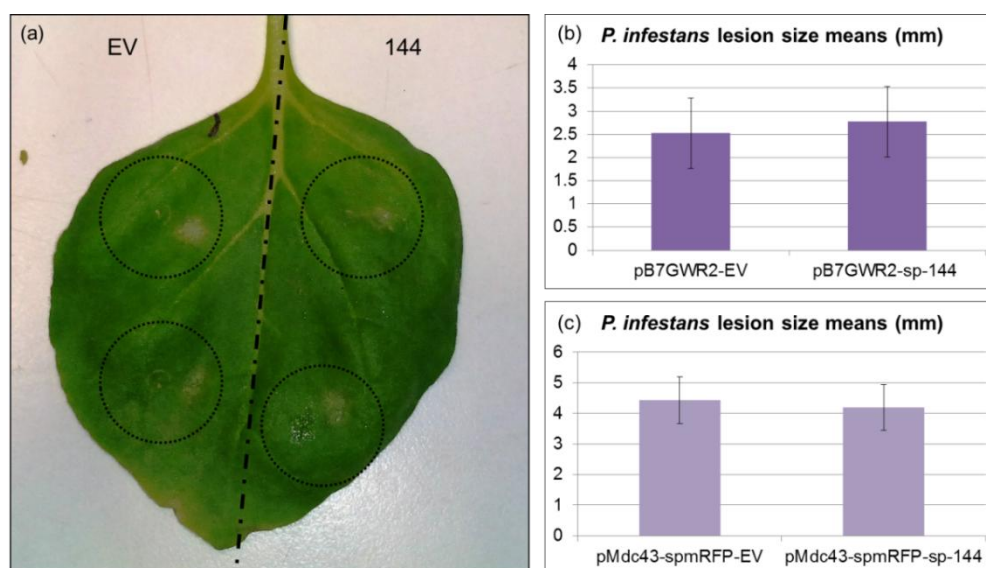 (a)
EV 144
(b) P. infestans lesion size means (mm)
4
3.5
3
2.5
2
1.5
1
0.5
0
pB7GWR2-EV pB7GWR2-sp-144
(c) P. infestans lesion size means (mm)
6
5
4
3
2
1
0
pMdc43-spmRFP-EV pMdc43-spmRFP-sp-144